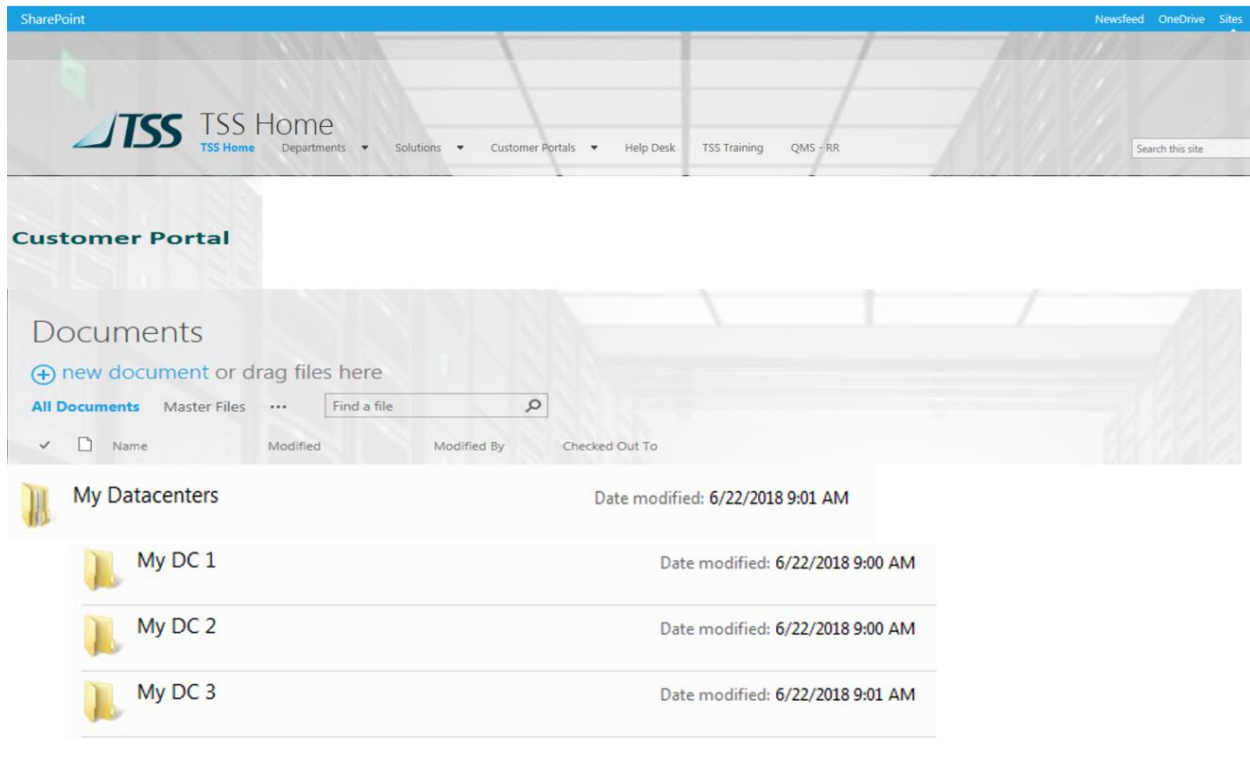 SharePoint Newsfeed OneDrive Sites
TSS TSS Home
TSS Home Departments Solutions Customer Portals Help Desk TSS Training QMS - RR Search this site
Customer Portal
Documents
new document or drag files here
All Documents Master Files ... Find a file
Name Modified Modified By Checked Out To
My Datacenters Date modified: 6/22/2018 9:01 AM
My DC 1 Date modified: 6/22/2018 9:00 AM
My DC 2 Date modified: 6/22/2018 9:00 AM
My DC 3 Date modified: 6/22/2018 9:01 AM